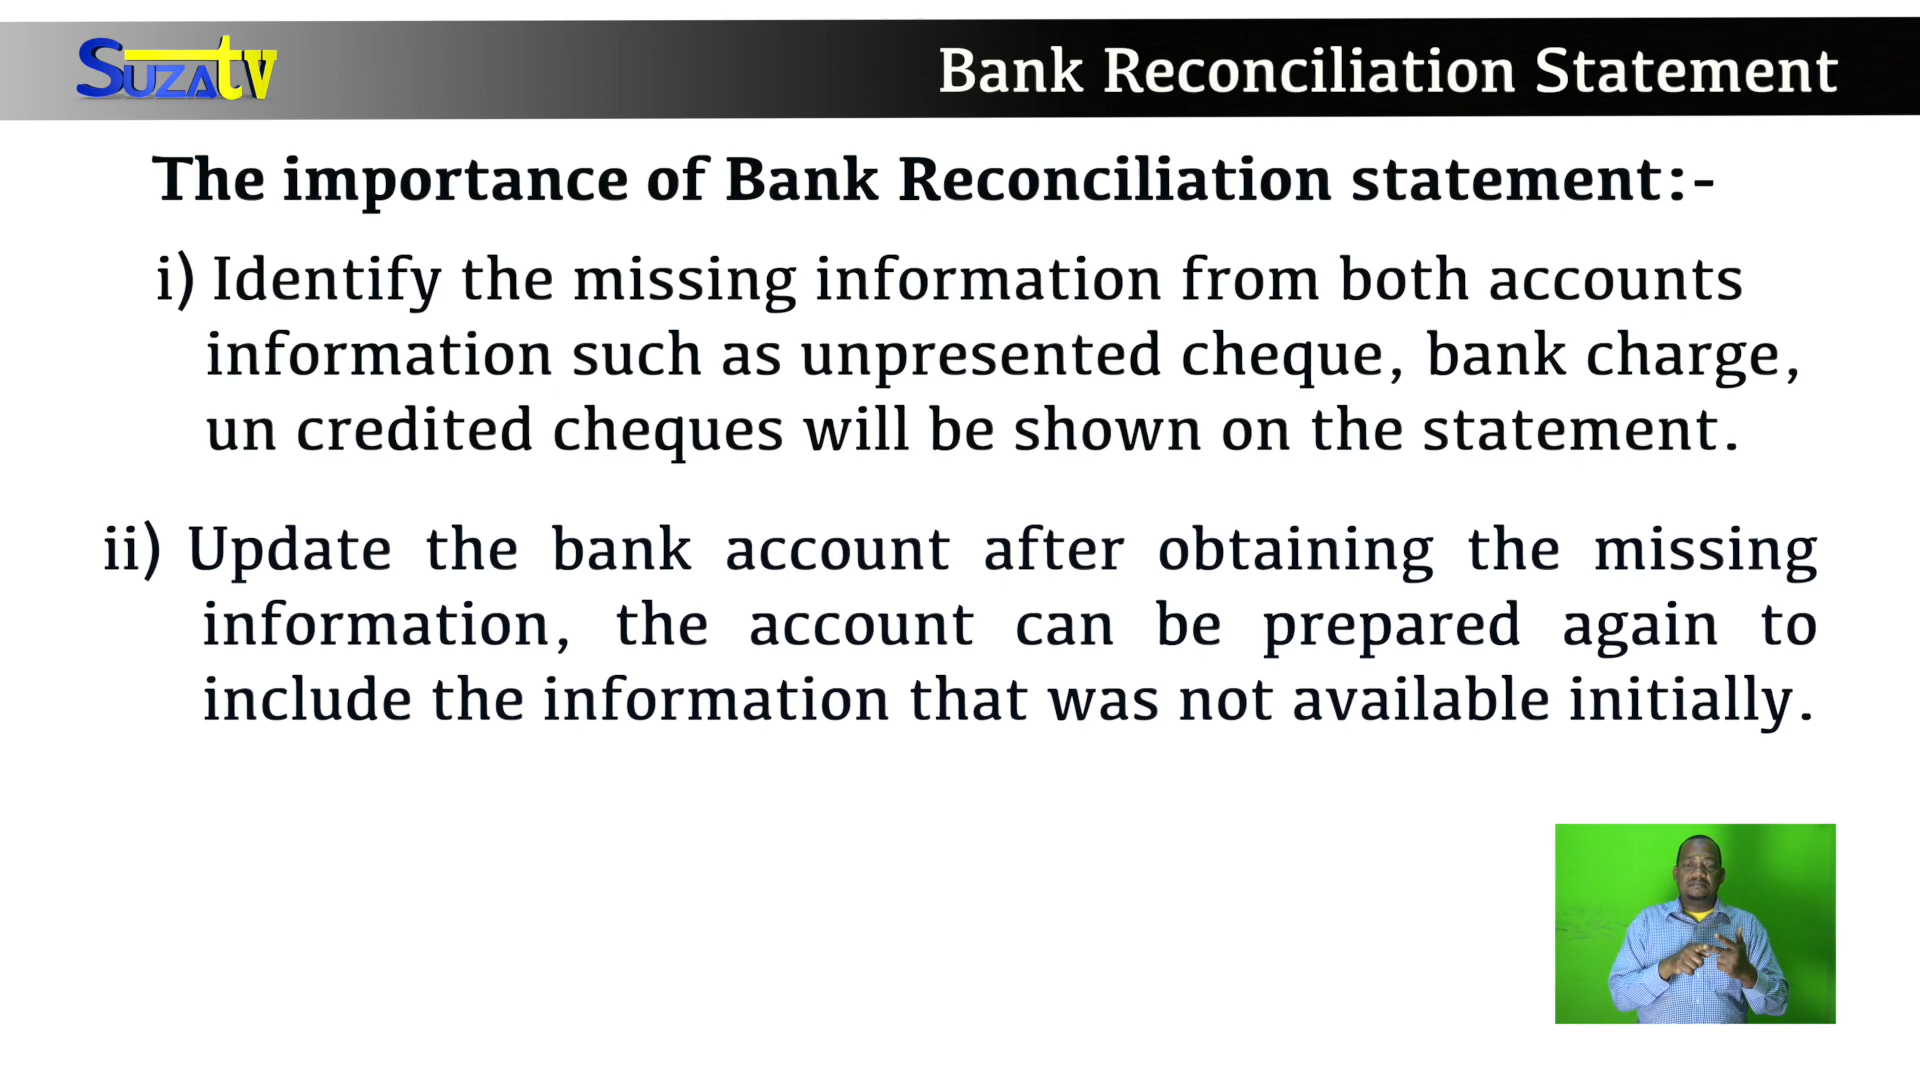 SUZAtv
Bank Reconciliation Statement
The importance of Bank Reconciliation statement:-
i) Identify the missing information from both accounts
information such as unpresented cheque, bank charge,
un credited cheques will be shown on the statement.
ii) Update the bank account after obtaining the missing
information, the account can be prepared again to
include the information that was not available initially.